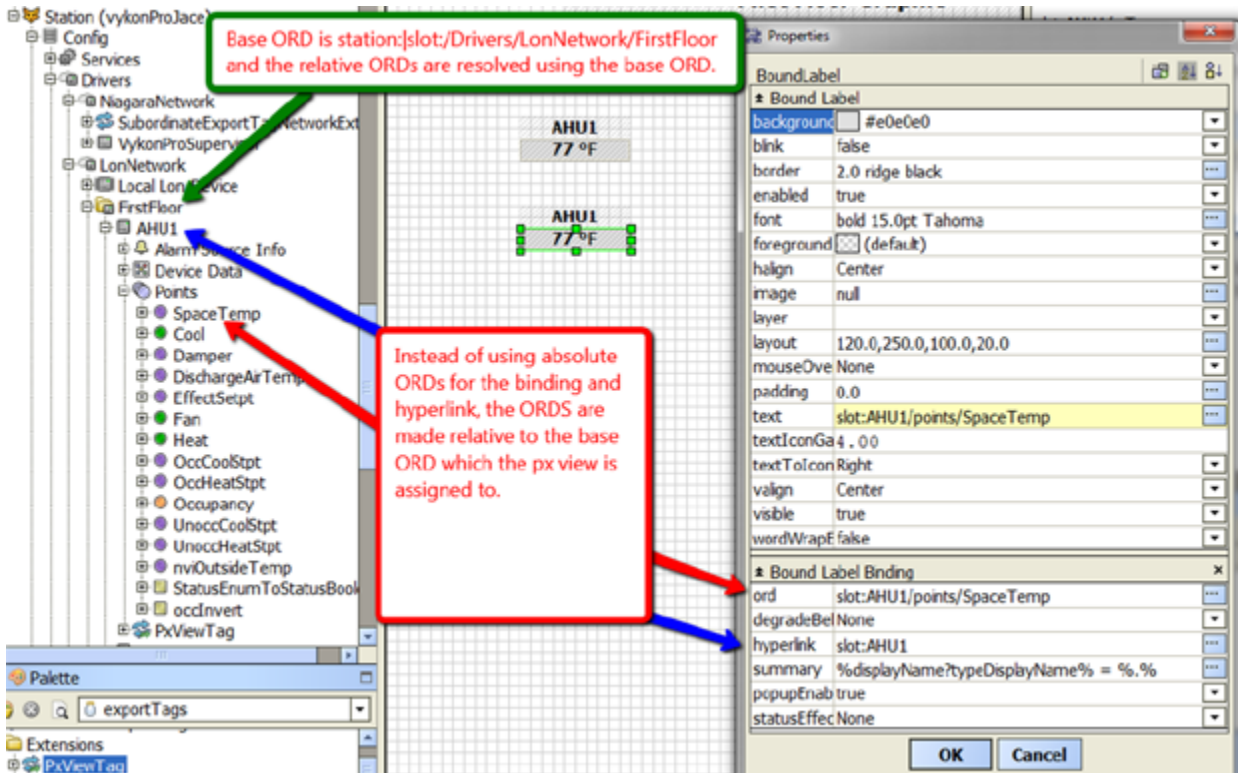 Station (vykonProJace)
Config
Services
Drivers
NiagaraNetwork
VykonProSupervisor
LonNetwork
Local Lon Device
FirstFloor
AHU1
Alarm Source Info
Device Data
Points
SpaceTemp
Cool
Damper
DischargeAirTemp
EffectSetpt
Fan
Heat
OccCoolStpt
OccHeatStpt
Occupancy
UnoccCoolStpt
UnoccHeatStpt
nviOutsideTemp
StatusEnumToStatusBook
occInvert
PxViewTag
Palette
exportTags
Extensions
PxViewTag
Base ORD is station:|slot:/Drivers/LonNetwork/FirstFloor
and the relative ORDs are resolved using the base ORD.
AHU1
77 ºF
AHU1
77 ºF
Instead of using absolute
ORDs for the binding and
hyperlink, the ORDS are
made relative to the base
ORD which the px view is
assigned to.
Properties
BoundLabel
Bound Label
background #e0e0e0
blink false
border 2.0 ridge black
enabled true
font bold 15.0pt Tahoma
foreground (default)
halign Center
image null
layer
layout 120.0,250.0,100.0,20.0
mouseOve None
padding 0.0
text slot:AHU1/points/SpaceTemp
textIconGa 4.00
textToIcon Right
valign Center
visible true
wordWrapE false
Bound Label Binding
ord slot:AHU1/points/SpaceTemp
degradeBel None
hyperlink slot:AHU1
summary %displayName?typeDisplayName% = %.%
popupEnab true
statusEffec None
OK Cancel